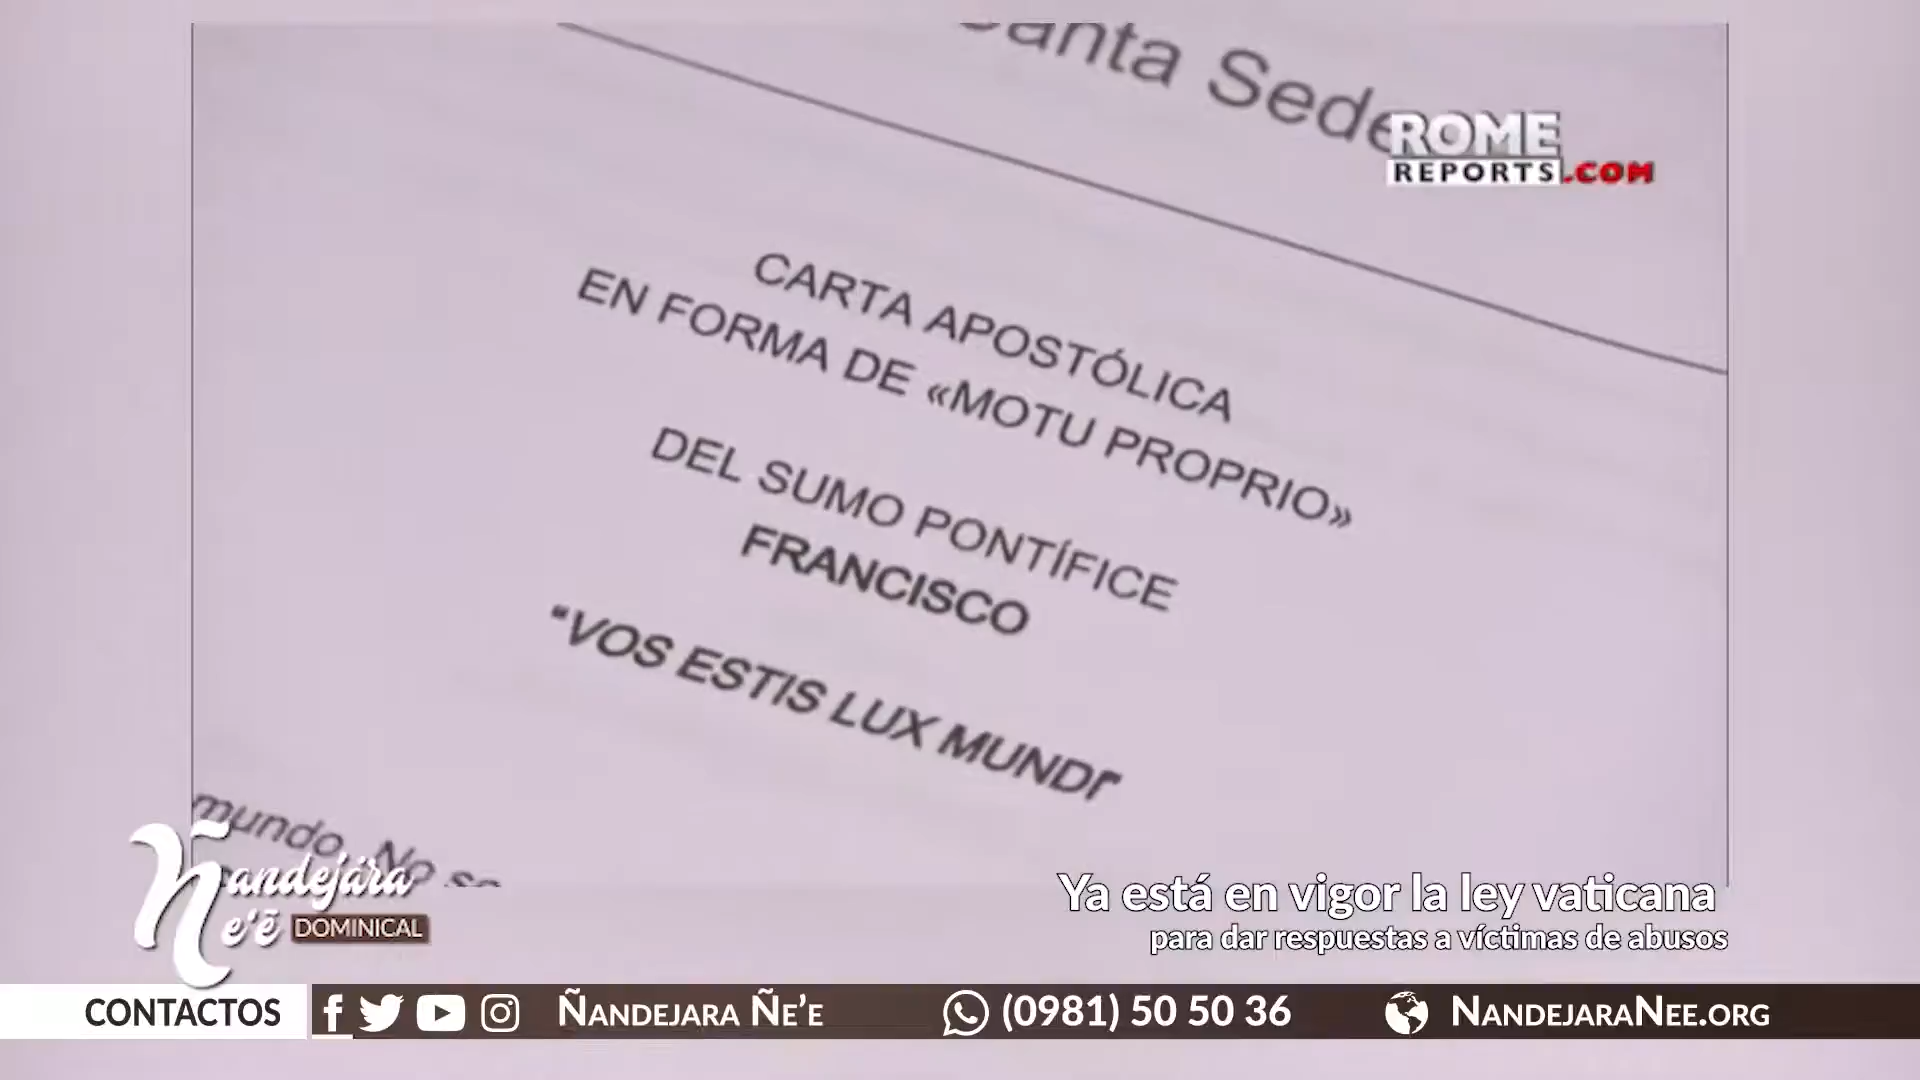 Santa Sede
ROME
REPORTS.COM
CARTA APOSTÓLICA
EN FORMA DE «MOTU PROPRIO»
DEL SUMO PONTÍFICE
FRANCISCO
"VOS ESTIS LUX MUNDI"
mundo. No se
Ñandejára
Ñe'ẽ DOMINICAL
Ya está en vigor la ley vaticana
para dar respuestas a víctimas de abusos
CONTACTOS
ÑANDEJARA ÑE'E
(0981) 50 50 36
NANDEJARANEE.ORG